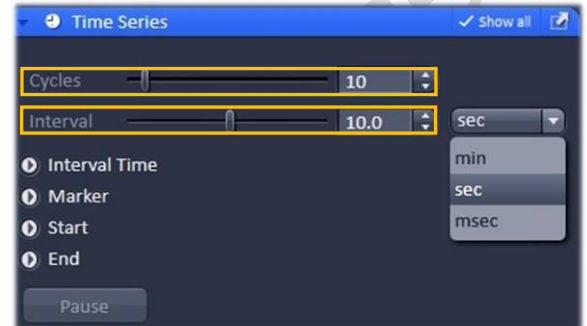 Time Series Show all
Cycles 10
Interval 10.0 sec
min
Interval Time
sec
Marker
msec
Start
End
Pause